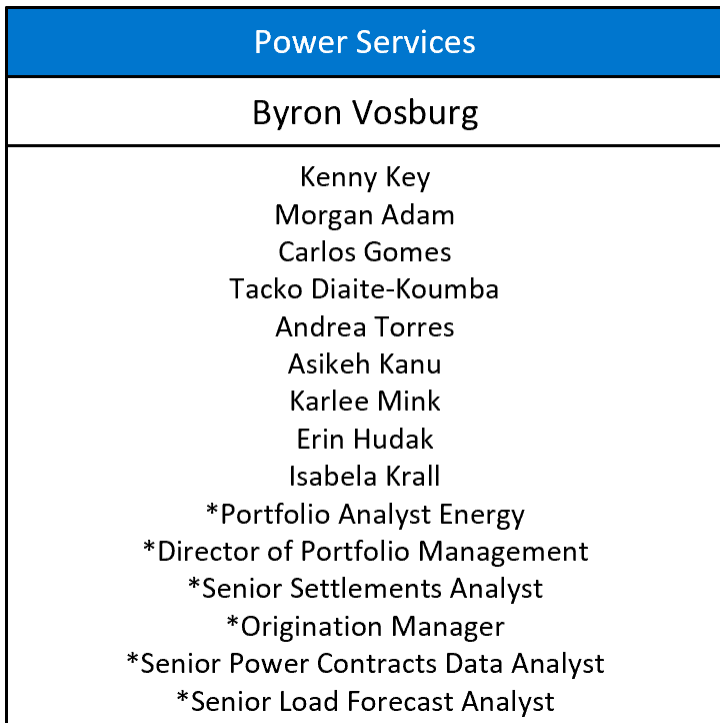 Power Services
Byron Vosburg
Kenny Key
Morgan Adam
Carlos Gomes
Tacko Diaite-Koumba
Andrea Torres
Asikeh Kanu
Karlee Mink
Erin Hudak
Isabela Krall
*Portfolio Analyst Energy
*Director of Portfolio Management
*Senior Settlements Analyst
*Origination Manager
*Senior Power Contracts Data Analyst
*Senior Load Forecast Analyst